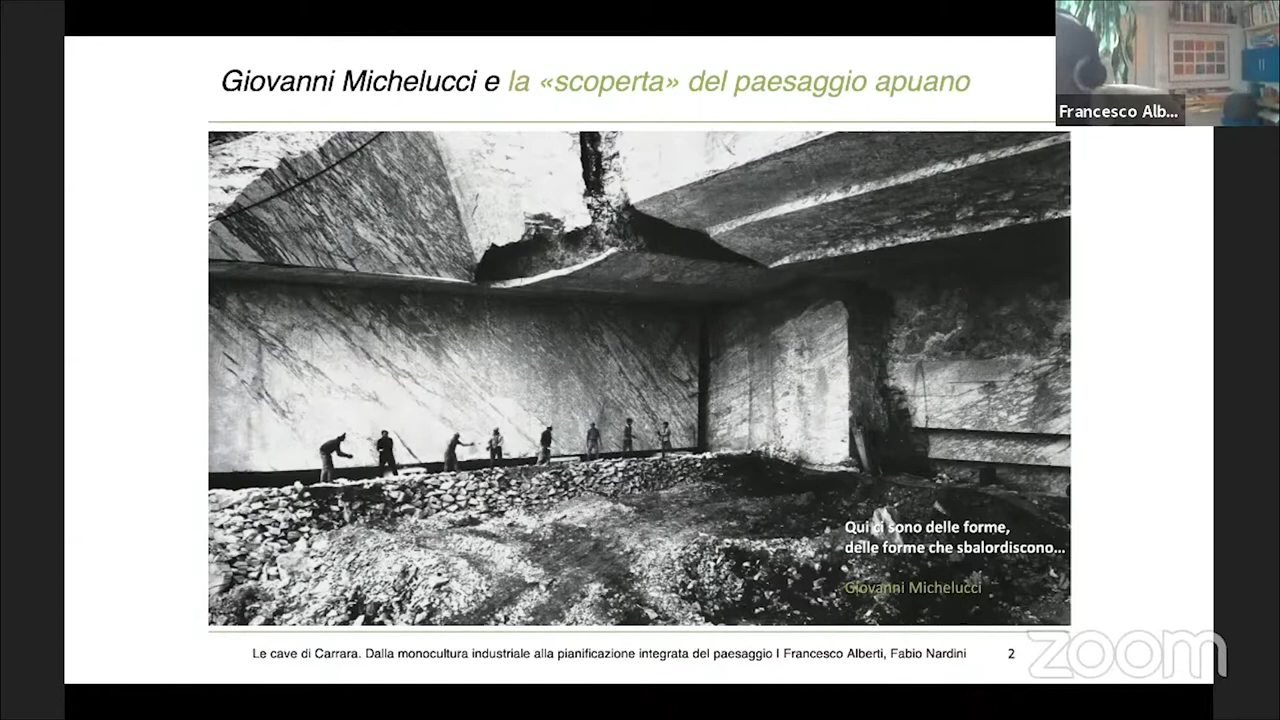 Giovanni Michelucci e la «scoperta» del paesaggio apuano
Francesco Alb...
Qui ci sono delle forme,
delle forme che sbalordiscono...
Giovanni Michelucci
Le cave di Carrara. Dalla monocultura industriale alla pianificazione integrata del paesaggio I Francesco Alberti, Fabio Nardini
2
zoom